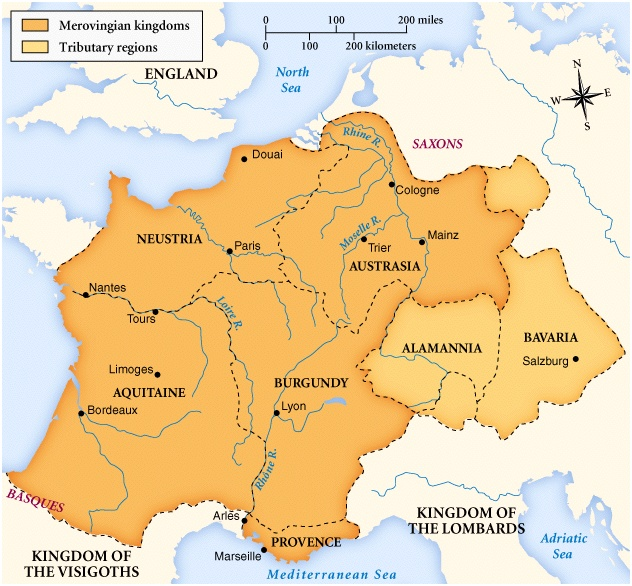 Merovingian kingdoms
Tributary regions
0 100 200 miles
0 100 200 kilometers
ENGLAND
North
Sea
N
W E
S
SAXONS
Rhine R.
Douai
Cologne
NEUSTRIA
Moselle R.
Mainz
Paris
Trier
AUSTRASIA
Nantes
Tours
Loire R.
BAVARIA
ALAMANNIA
Salzburg
Limoges
AQUITAINE
BURGUNDY
Bordeaux
Lyon
Rhône R.
BASQUES
Arles
KINGDOM OF
THE LOMBARDS
PROVENCE
Adriatic
Sea
KINGDOM OF
THE VISIGOTHS
Marseille
Mediterranean Sea